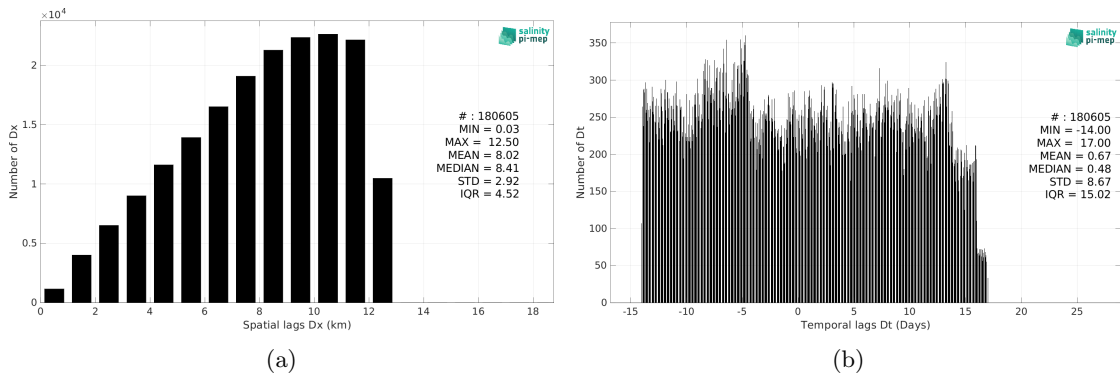 ×10⁴
2
1.5
1
0.5
0
Number of Dx
0 2 4 6 8 10 12 14 16 18
Spatial lags Dx (km)
salinity
pi-mep
# : 180605
MIN = 0.03
MAX = 12.50
MEAN = 8.02
MEDIAN = 8.41
STD = 2.92
IQR = 4.52
(a)
350
300
250
200
150
100
50
0
Number of Dt
-15 -10 -5 0 5 10 15 20 25
Temporal lags Dt (Days)
salinity
pi-mep
# : 180605
MIN = -14.00
MAX = 17.00
MEAN = 0.67
MEDIAN = 0.48
STD = 8.67
IQR = 15.02
(b)